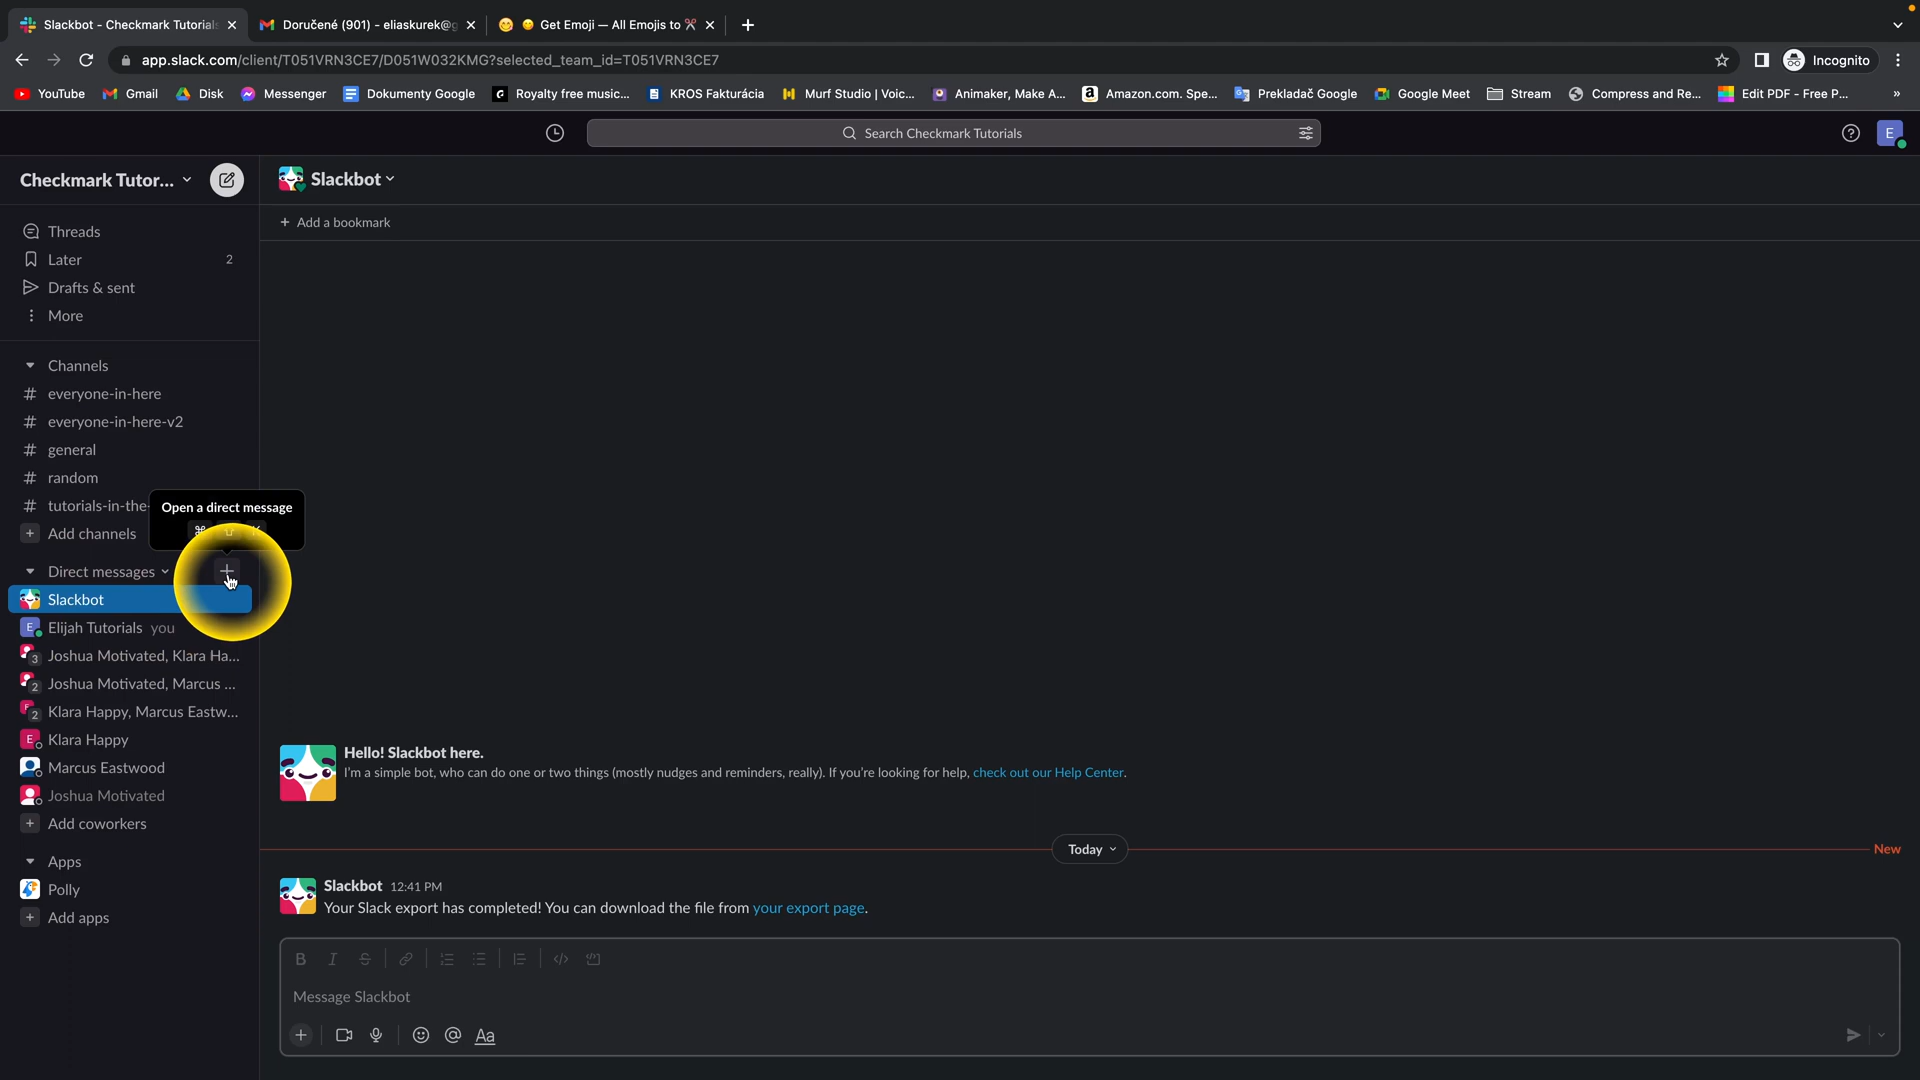 Slackbot - Checkmark Tutorial
Doručené (901) - eliaskurek@g
Get Emoji — All Emojis to ✂️
app.slack.com/client/T051VRN3CE7/D051W032KMG?selected_team_id=T051VRN3CE7
Incognito
YouTube
Gmail
Disk
Messenger
Dokumenty Google
Royalty free music...
KROS Fakturácia
Murf Studio | Voic...
Animaker, Make A...
Amazon.com. Spe...
Prekladač Google
Google Meet
Stream
Compress and Re...
Edit PDF - Free P...
»
Search Checkmark Tutorials
E
Checkmark Tutor...
Slackbot
+ Add a bookmark
Threads
Later 2
Drafts & sent
More
Channels
# everyone-in-here
# everyone-in-here-v2
# general
# random
# tutorials-in-the-
+ Add channels
Open a direct message
⌘ ⇧ K
Direct messages
Slackbot
E Elijah Tutorials you
3 Joshua Motivated, Klara Ha...
2 Joshua Motivated, Marcus ...
2 Klara Happy, Marcus Eastw...
E Klara Happy
Marcus Eastwood
Joshua Motivated
+ Add coworkers
Apps
Polly
+ Add apps
Hello! Slackbot here.
I'm a simple bot, who can do one or two things (mostly nudges and reminders, really). If you're looking for help, check out our Help Center.
Today
New
Slackbot 12:41 PM
Your Slack export has completed! You can download the file from your export page.
B I S
Message Slackbot
+ @ Aa